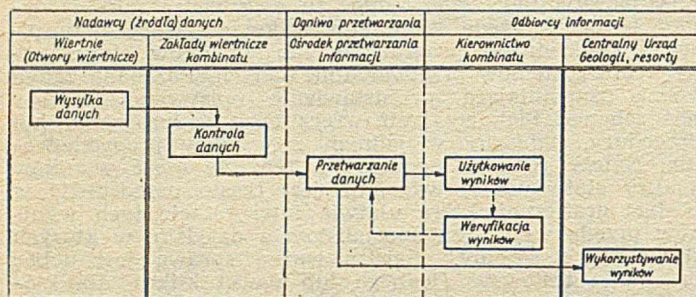 Nadawcy (źródła) danych
Ogniwo przetwarzania
Odbiorcy informacji
Wiertnie
(Otwory wiertnicze)
Zakłady wiertnicze
kombinatu
Ośrodek przetwarzania
informacji
Kierownictwo
kombinatu
Centralny Urząd
Geologii, resorty
Wysyłka
danych
Kontrola
danych
Przetwarzanie
danych
Użytkowanie
wyników
Weryfikacja
wyników
Wykorzystywanie
wyników